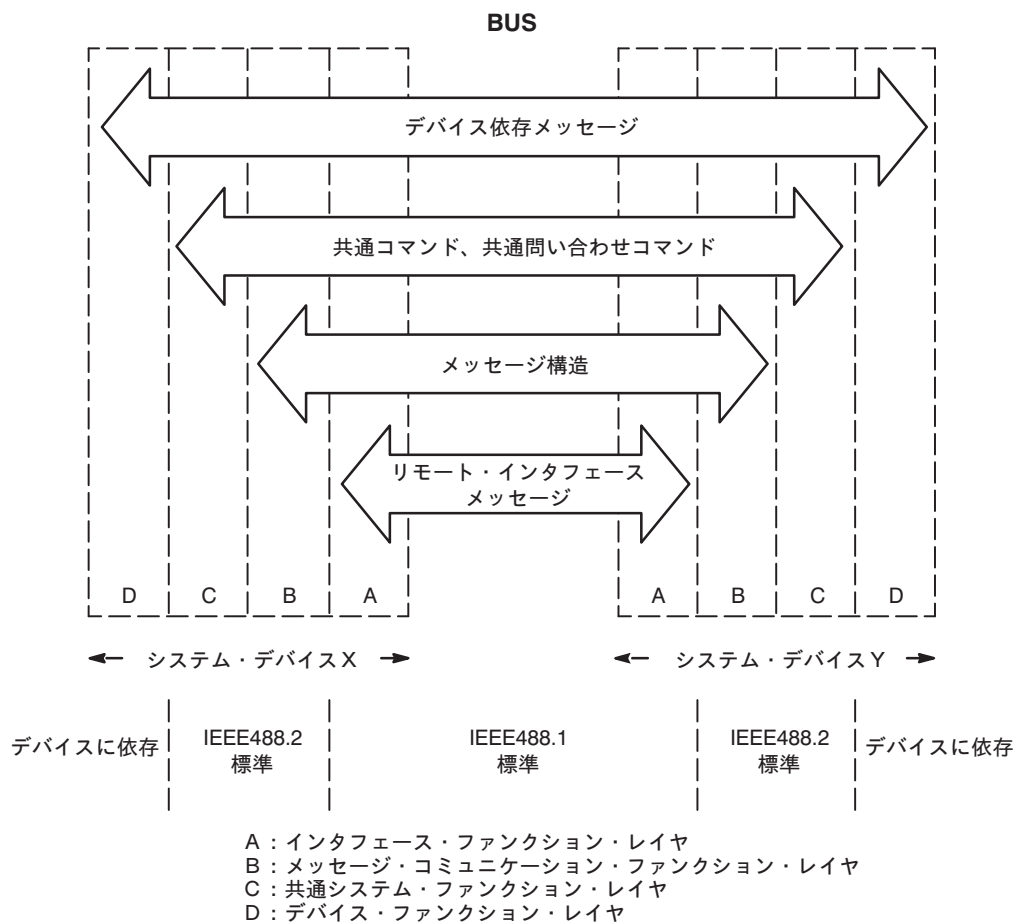 BUS
デバイス依存メッセージ
共通コマンド、共通問い合わせコマンド
メッセージ構造
リモート・インタフェース
メッセージ
D C B A A B C D
システム・デバイスX システム・デバイスY
デバイスに依存 IEEE488.2 標準 IEEE488.1 標準 IEEE488.2 標準 デバイスに依存
A：インタフェース・ファンクション・レイヤ
B：メッセージ・コミュニケーション・ファンクション・レイヤ
C：共通システム・ファンクション・レイヤ
D：デバイス・ファンクション・レイヤ